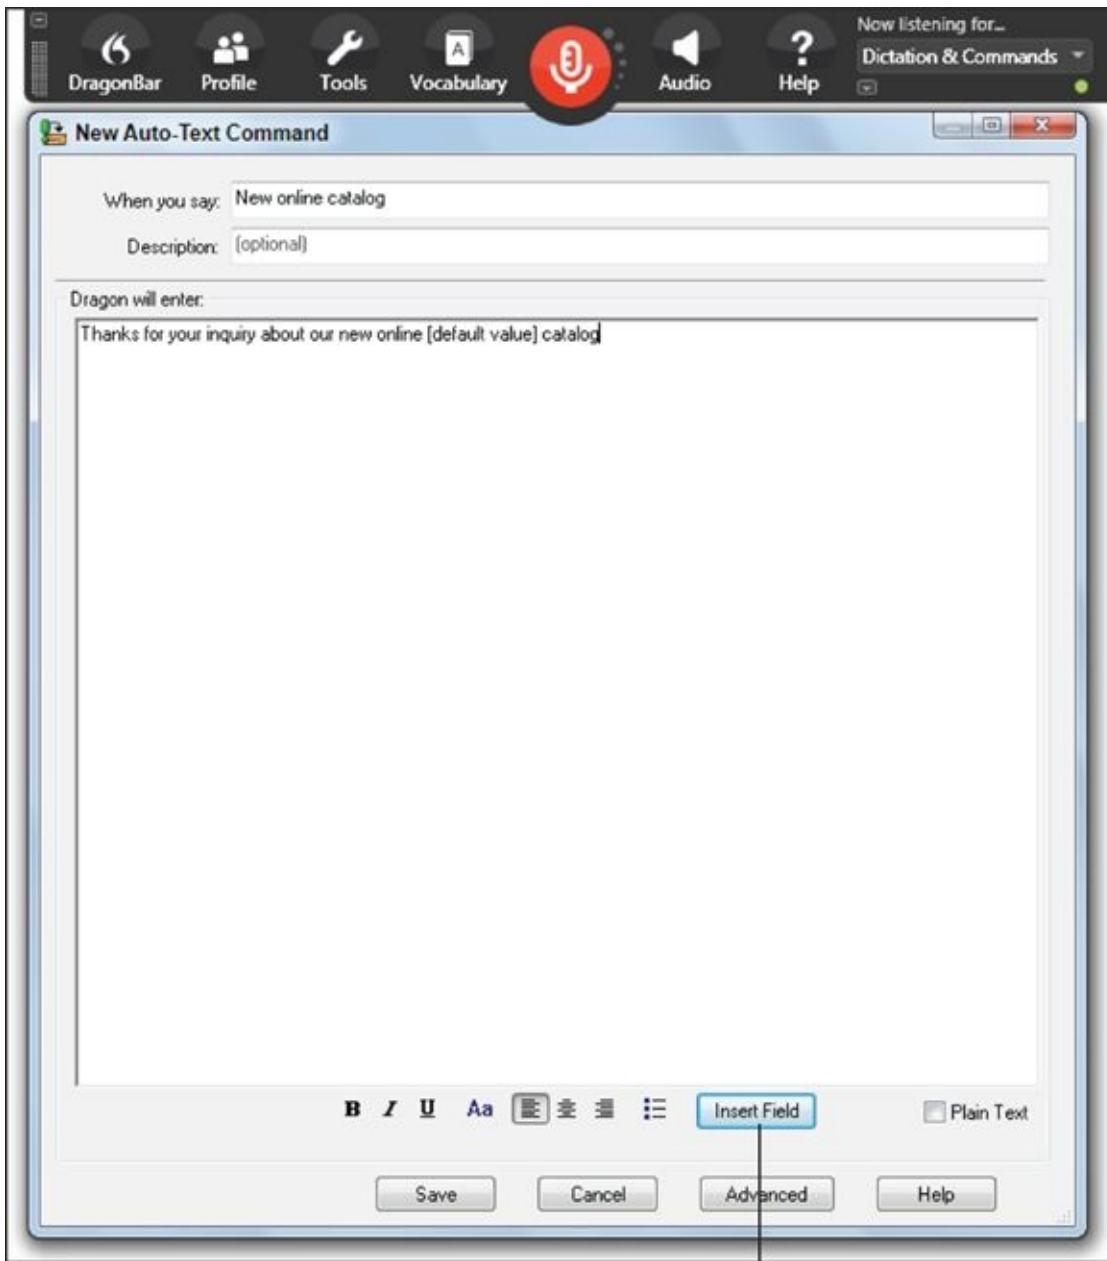 Now listening for...
DragonBar Profile Tools A Vocabulary Audio ? Help Dictation & Commands
New Auto-Text Command
When you say: New online catalog
Description: (optional)
Dragon will enter:
Thanks for your inquiry about our new online [default value] catalog
B I U Aa Insert Field Plain Text
Save Cancel Advanced Help